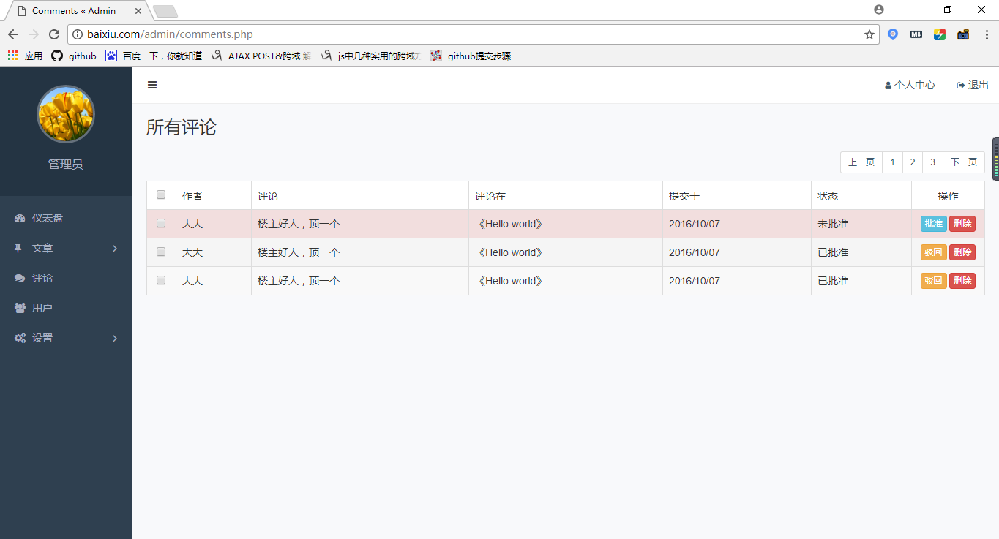 Comments « Admin
baixiu.com/admin/comments.php
应用 github 百度一下，你就知道 AJAX POST&跨域 解 js中几种实用的跨域方 github提交步骤
个人中心 退出
管理员
仪表盘
文章
评论
用户
设置
所有评论
上一页 1 2 3 下一页
作者 评论 评论在 提交于 状态 操作
大大 楼主好人，顶一个 《Hello world》 2016/10/07 未批准 批准 删除
大大 楼主好人，顶一个 《Hello world》 2016/10/07 已批准 驳回 删除
大大 楼主好人，顶一个 《Hello world》 2016/10/07 已批准 驳回 删除